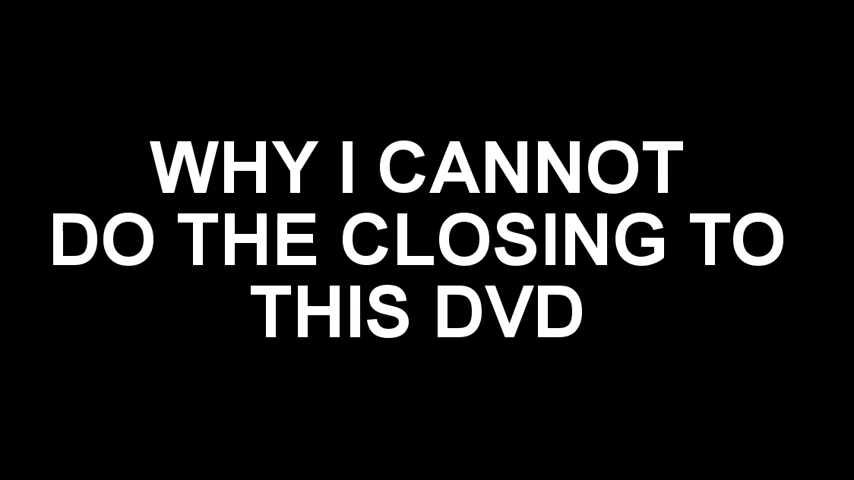 WHY I CANNOT
DO THE CLOSING TO
THIS DVD